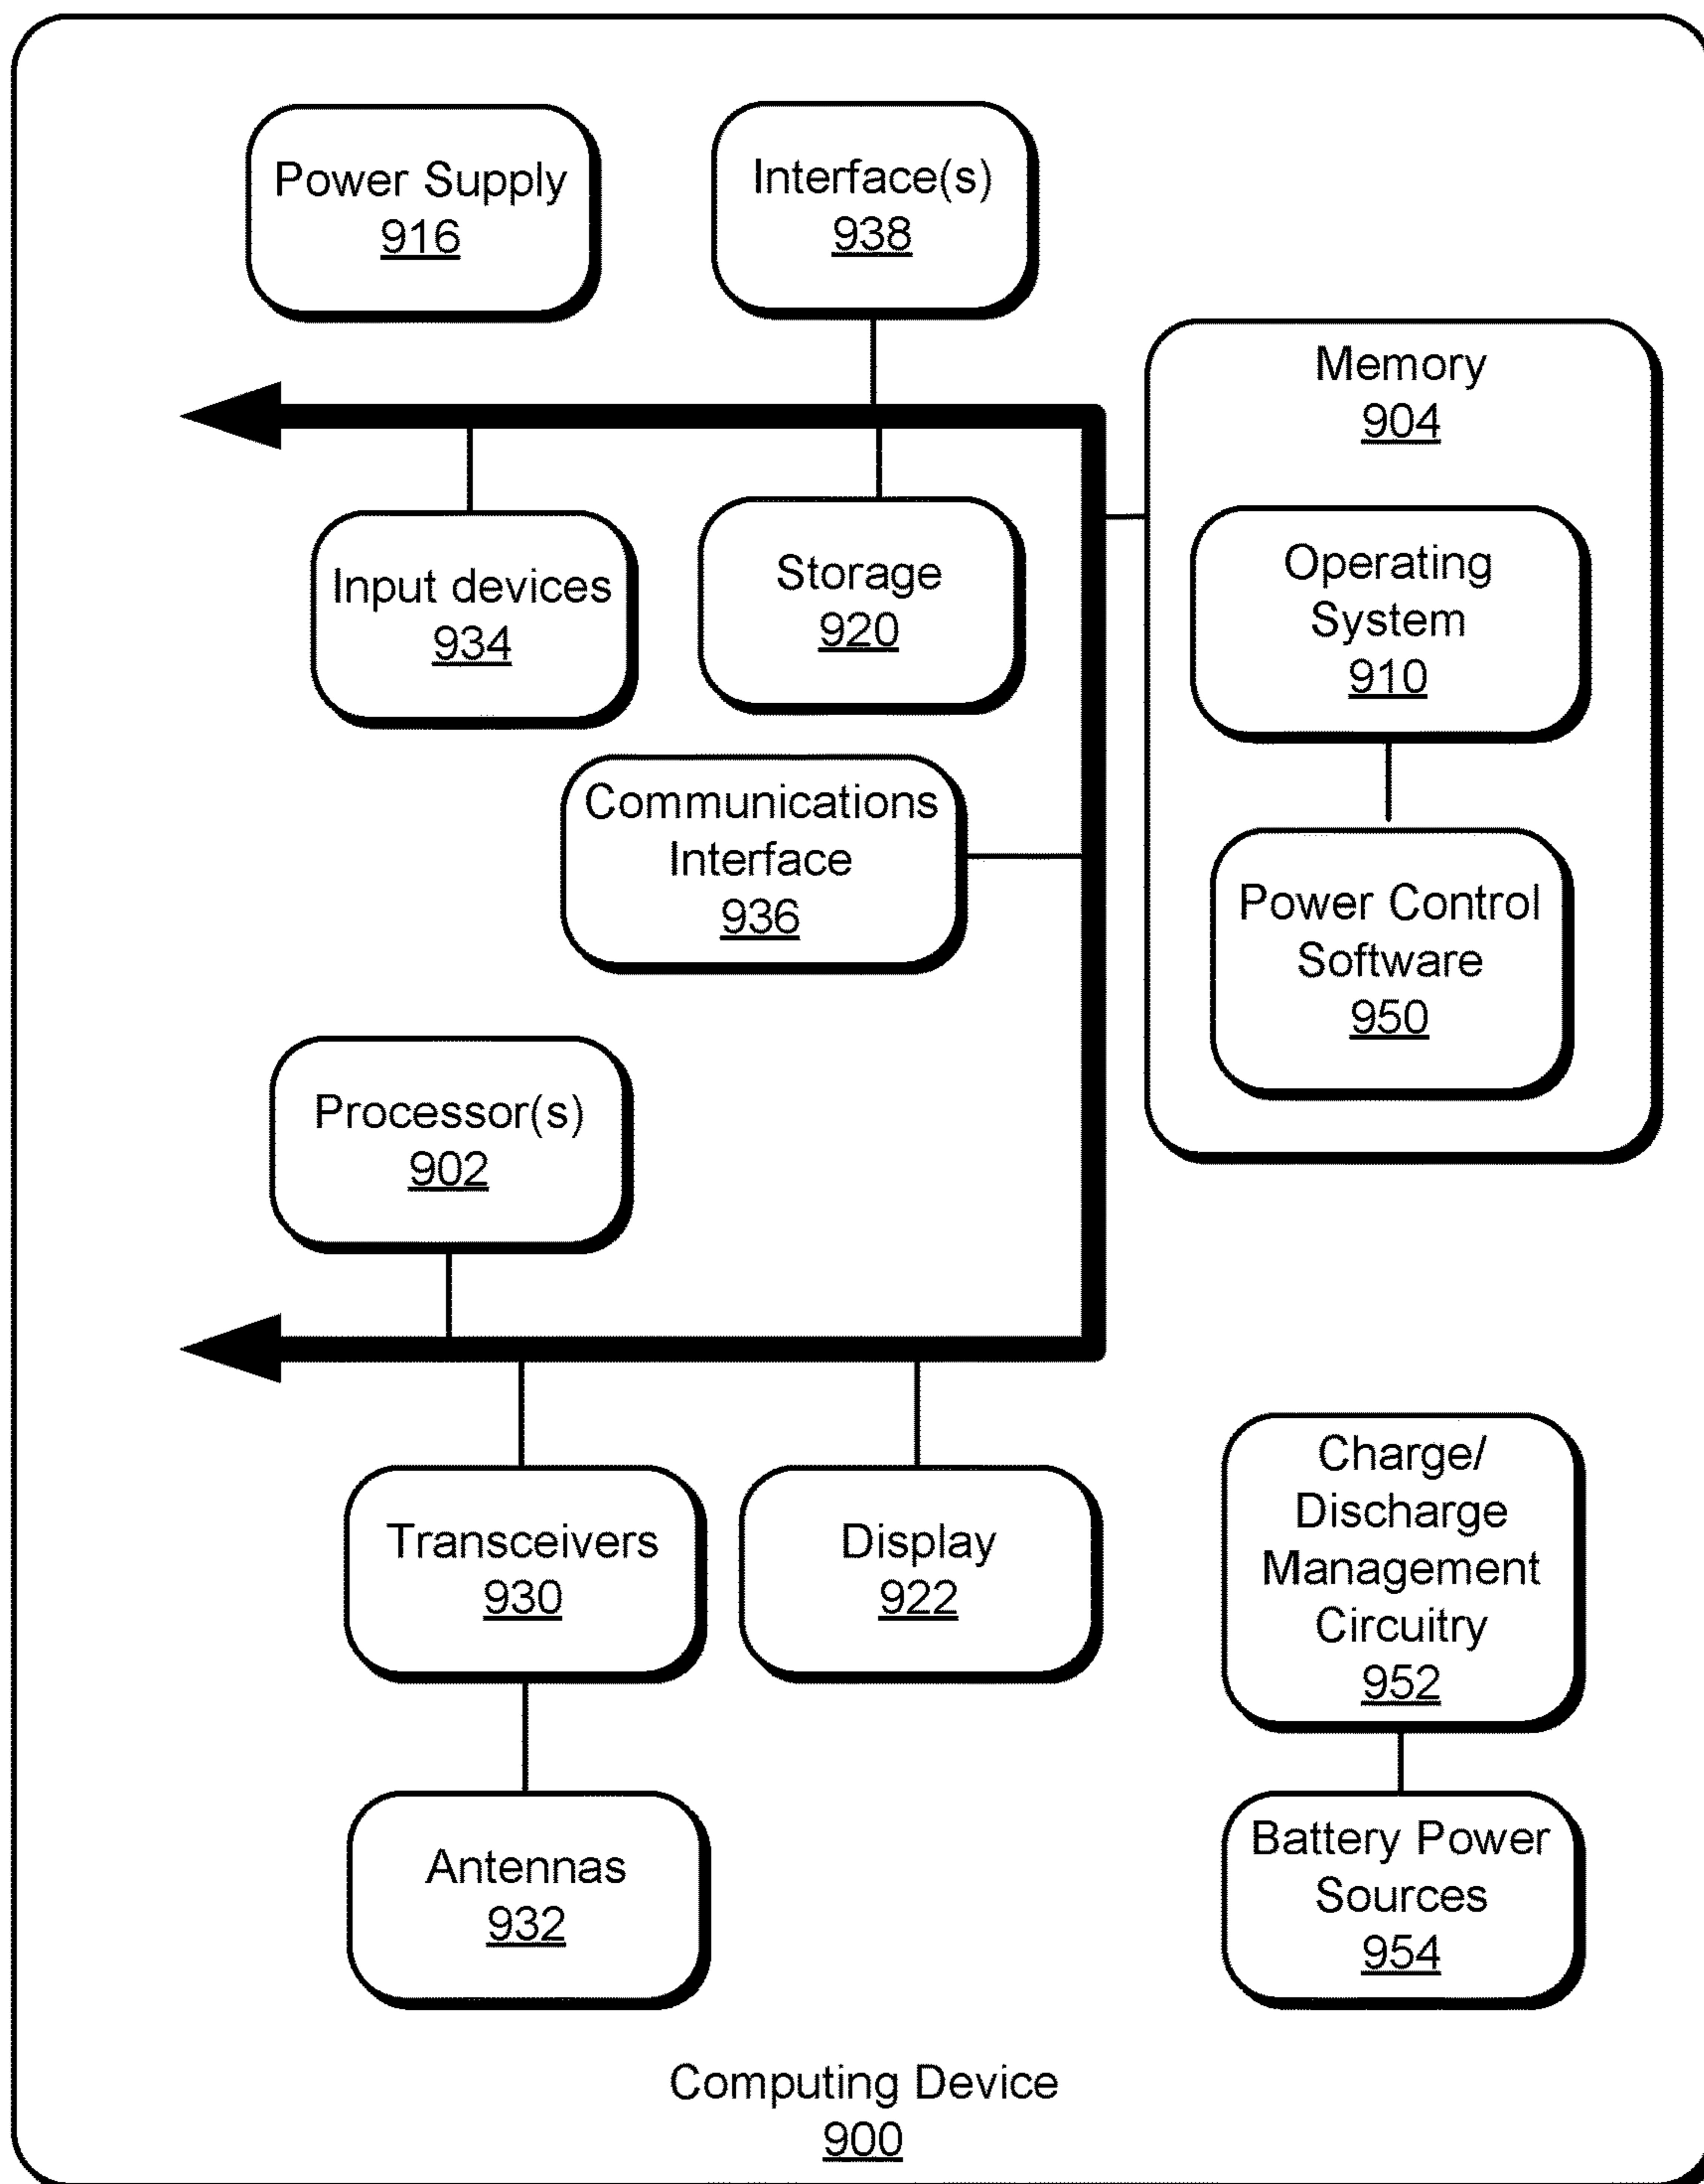 Power Supply
916
Interface(s)
938
Memory
904
Input devices
934
Storage
920
Operating
System
910
Communications
Interface
936
Power Control
Software
950
Processor(s)
902
Transceivers
930
Display
922
Charge/
Discharge
Management
Circuitry
952
Antennas
932
Battery Power
Sources
954
Computing Device
900